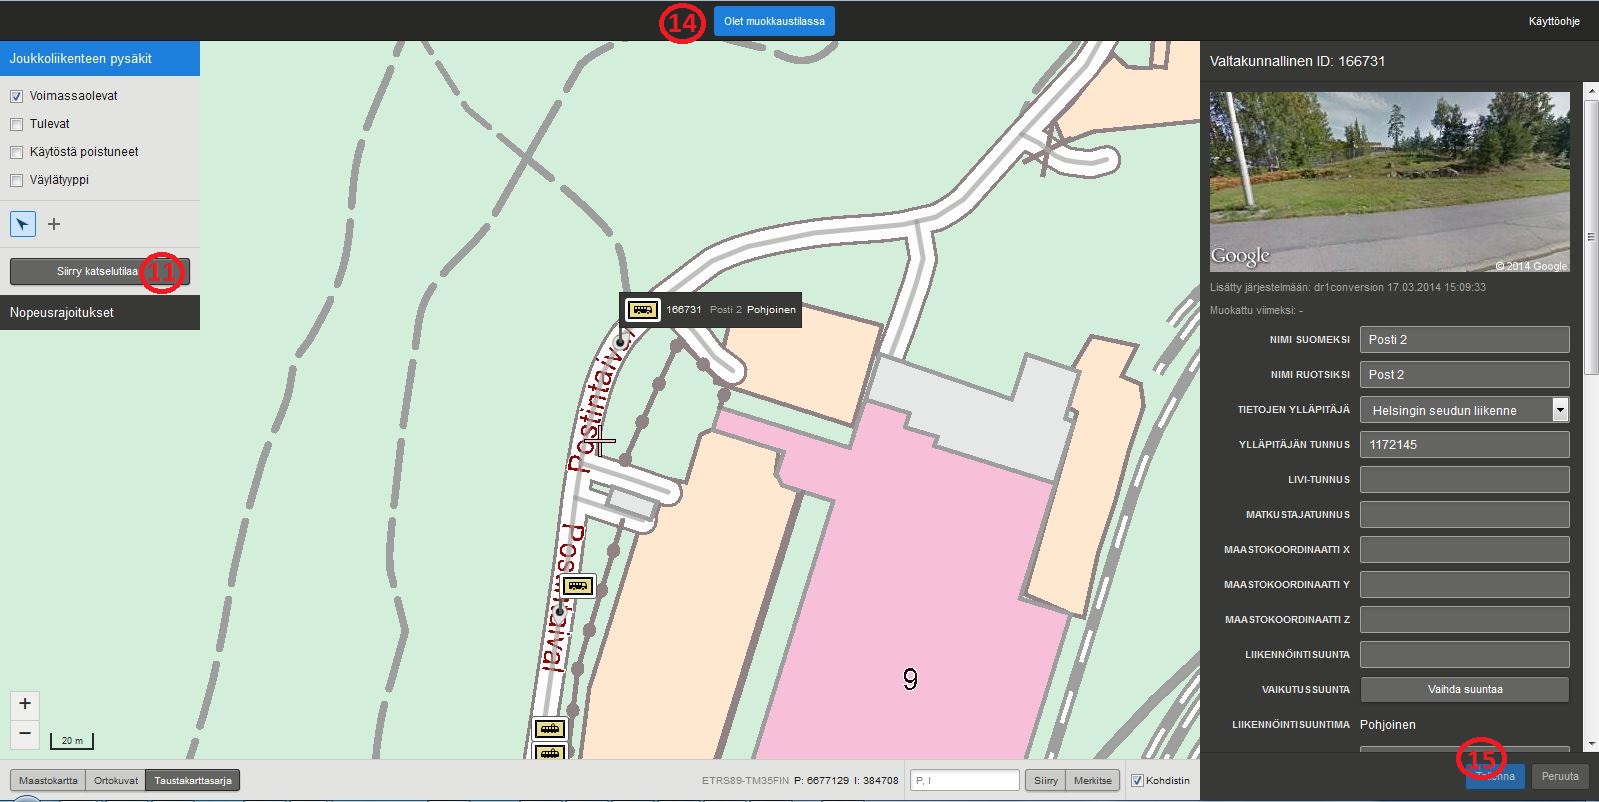 14
Olet muokkaustilassa
Käyttöohje
Joukkoliikenteen pysäkit
Voimassaolevat
Tulevat
Käytöstä poistuneet
Väylätyyppi
Siirry katselutilaan
11
Nopeusrajoitukset
166731 Posti 2 Pohjoinen
Postintaival
Postintaival
9
20 m
Maastokartta
Ortokuvat
Taustakarttasarja
ETRS89-TM35FIN P: 6677129 I: 384708
P, I
Siirry
Merkitse
Kohdistin
Valtakunnallinen ID: 166731
Google
© 2014 Google
Lisätty järjestelmään: dr1conversion 17.03.2014 15:09:33
Muokattu viimeksi: -
NIMI SUOMEKSI Posti 2
NIMI RUOTSIKSI Post 2
TIETOJEN YLLÄPITÄJÄ Helsingin seudun liikenne
YLLÄPITÄJÄN TUNNUS 1172145
LIVI-TUNNUS
MATKUSTAJATUNNUS
MAASTOKOORDINAATTI X
MAASTOKOORDINAATTI Y
MAASTOKOORDINAATTI Z
LIIKENNÖINTISUUNTA
VAIKUTUSSUUNTA Vaihda suuntaa
LIIKENNÖINTISUUNTIMA Pohjoinen
15
Tallenna
Peruuta